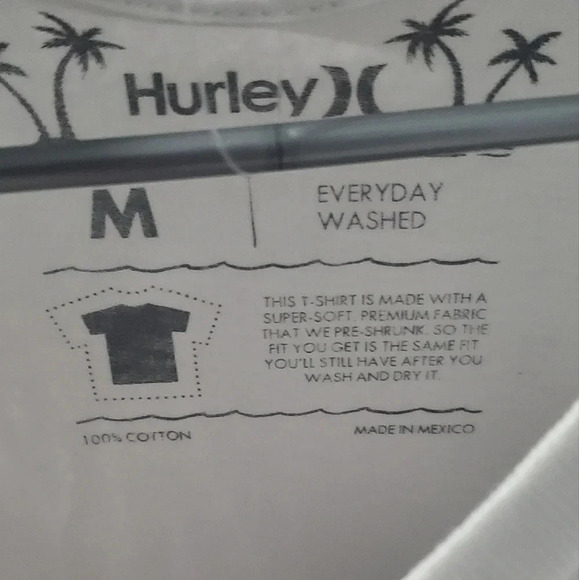 Hurley
M
EVERYDAY
WASHED
THIS T-SHIRT IS MADE WITH A
SUPER-SOFT, PREMIUM FABRIC
THAT WE PRE-SHRUNK. SO THE
FIT YOU GET IS THE SAME FIT
YOU'LL STILL HAVE AFTER YOU
WASH AND DRY IT.
100% COTTON
MADE IN MEXICO